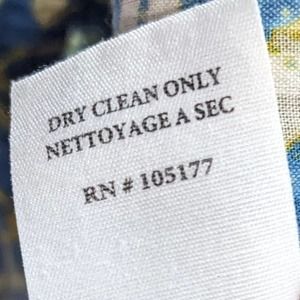 DRY CLEAN ONLY
NETTOYAGE A SEC
RN # 105177